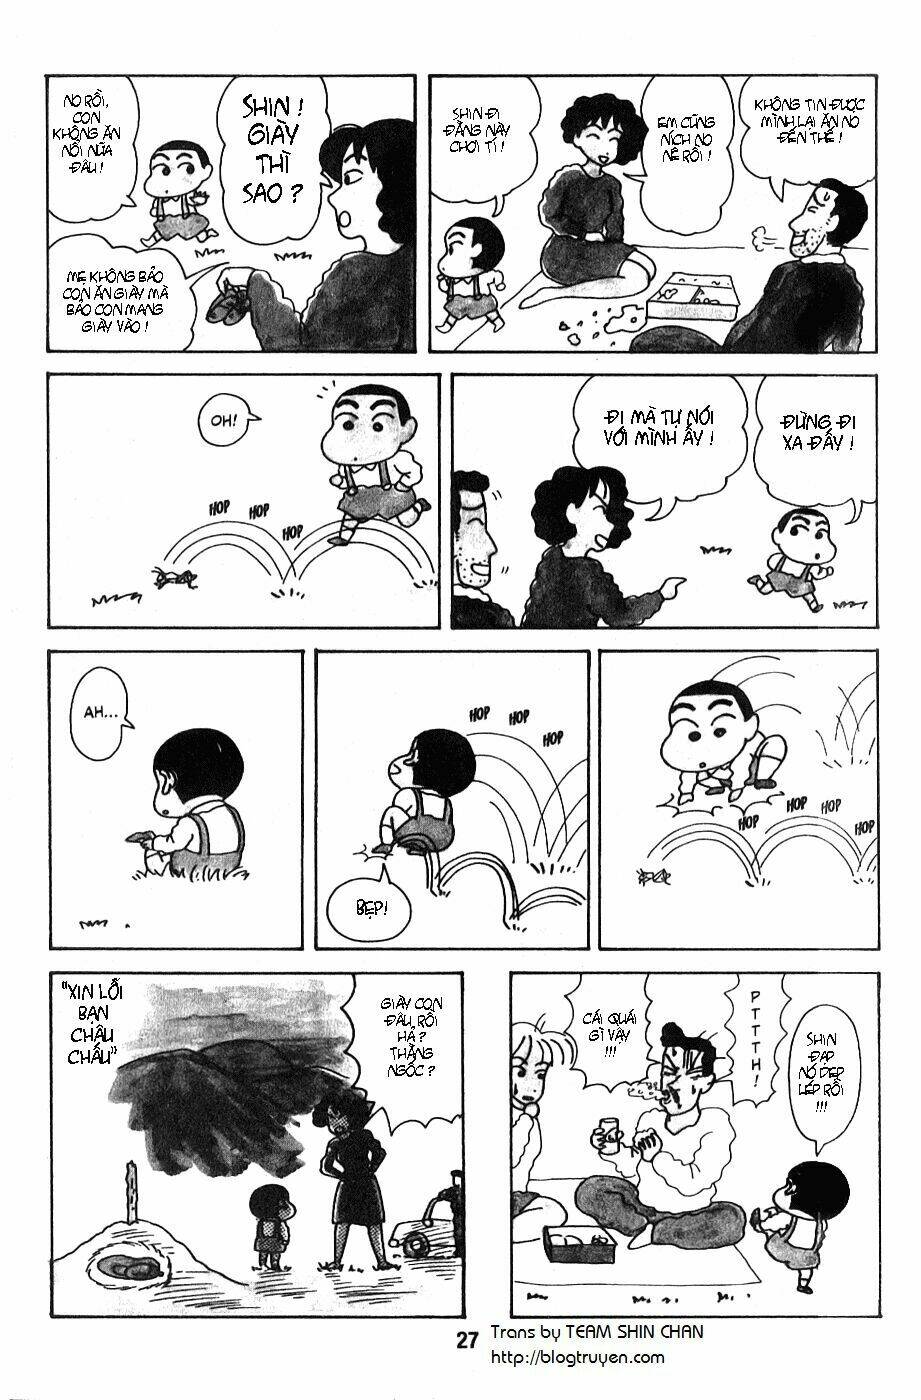 KHÔNG TIN ĐƯỢC
MÌNH LẠI ĂN NO
ĐẾN THẾ !
EM CŨNG
NÍCH NO
NÊ RỒI !
SHIN ĐI
ĐẰNG NÀY
CHƠI TÍ !
SHIN !
GIÀY
THÌ
SAO ?
NO RỒI,
CON
KHÔNG ĂN
NỔI NỮA
ĐÂU !
MẸ KHÔNG BẢO
CON ĂN GIÀY MÀ
BẢO CON MANG
GIÀY VÀO !
ĐỪNG ĐI
XA ĐẤY !
ĐI MÀ TỰ NÓI
VỚI MÌNH ẤY !
OH!
HOP
HOP
HOP
HOP
HOP
HOP
HOP
HOP
HOP
HOP
BẸP!
AH...
SHIN
ĐẠP
NÓ DẸP
LÉP RỒI
!!!
PTTTTH!
CÁI QUÁI
GÌ VẬY
!!!
GIÀY CON
ĐÂU RỒI
HẢ ?
THẰNG
NGỐC ?
“XIN LỖI
BẠN
CHÂU
CHẤU”
27
Trans by TEAM SHIN CHAN
http://blogtruyen.com